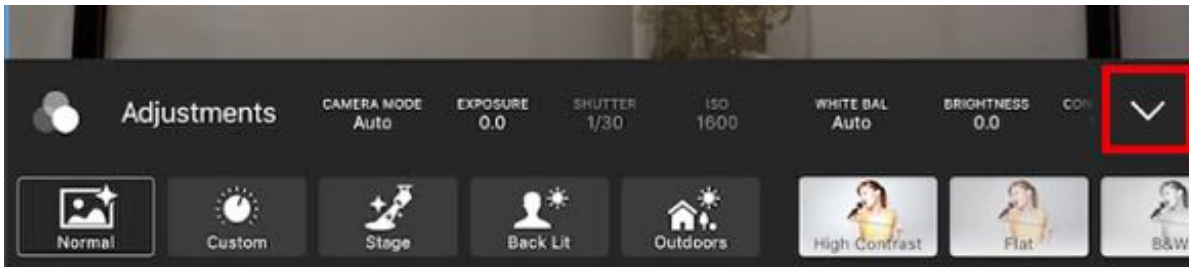 Adjustments
CAMERA MODE EXPOSURE SHUTTER ISO WHITE BAL BRIGHTNESS
Auto 0.0 1/30 1600 Auto 0.0
Normal Custom Stage Back Lit Outdoors High Contrast Flat B&W